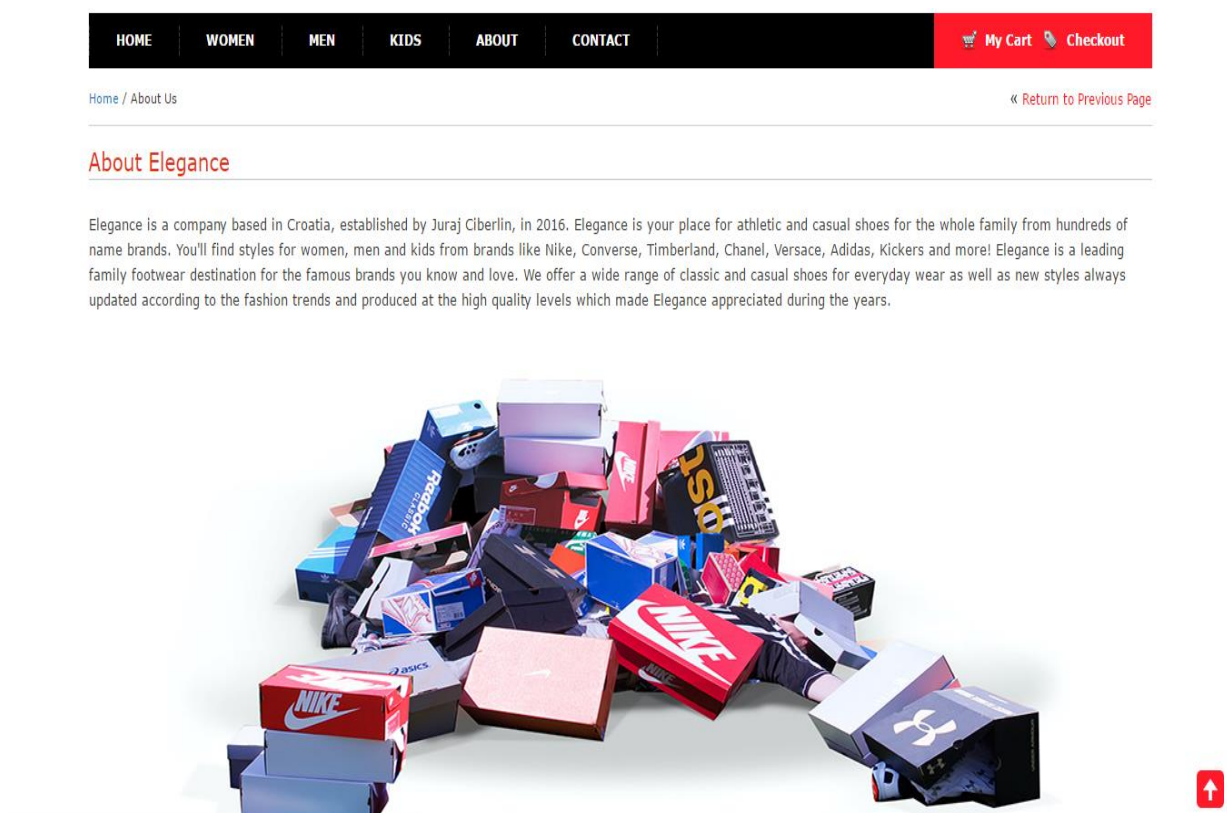 HOME WOMEN MEN KIDS ABOUT CONTACT My Cart Checkout
Home / About Us « Return to Previous Page
About Elegance
Elegance is a company based in Croatia, established by Juraj Ciberlin, in 2016. Elegance is your place for athletic and casual shoes for the whole family from hundreds of
name brands. You'll find styles for women, men and kids from brands like Nike, Converse, Timberland, Chanel, Versace, Adidas, Kickers and more! Elegance is a leading
family footwear destination for the famous brands you know and love. We offer a wide range of classic and casual shoes for everyday wear as well as new styles always
updated according to the fashion trends and produced at the high quality levels which made Elegance appreciated during the years.
Reebok
CLASSIC
NIKE
ost
NIKE
asics
NIKE